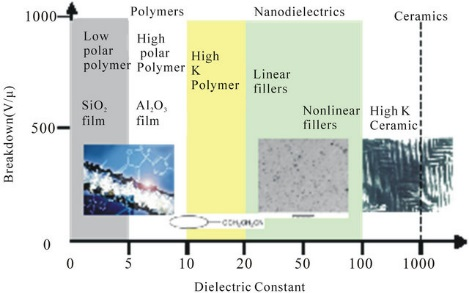 Polymers
Nanodielectrics
Ceramics
1000
Low
polar
polymer
High
polar
Polymer
High
K
Polymer
Linear
fillers
SiO₂
film
Al₂O₃
film
Nonlinear
fillers
High K
Ceramic
Breakdown(V/μ)
500
0
0
5
10
20
50
100
1000
Dielectric Constant